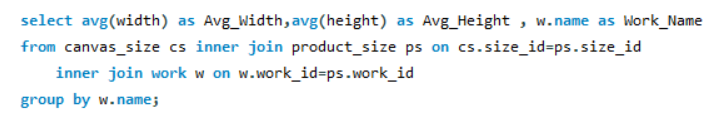 select avg(width) as Avg_Width,avg(height) as Avg_Height , w.name as Work_Name
from canvas_size cs inner join product_size ps on cs.size_id=ps.size_id
inner join work w on w.work_id=ps.work_id
group by w.name;